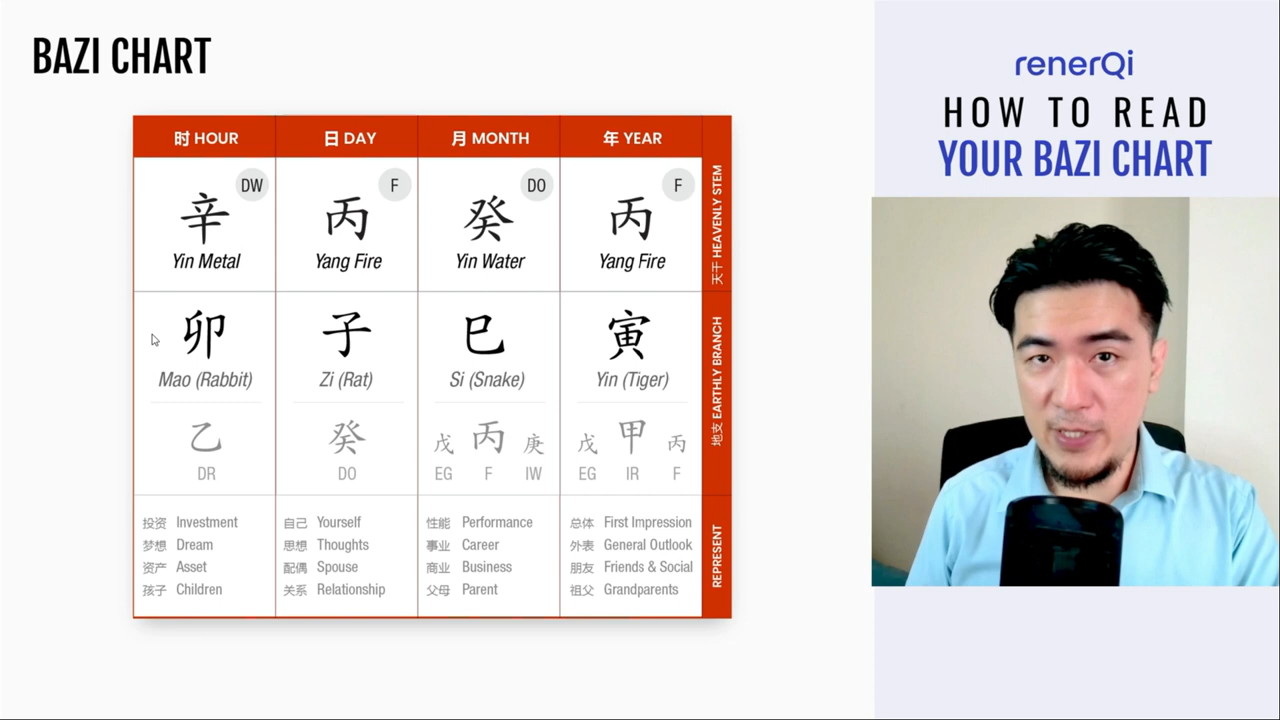 BAZI CHART
renerQi
HOW TO READ
YOUR BAZI CHART
时 HOUR
日 DAY
月 MONTH
年 YEAR
天干 HEAVENLY STEM
辛 DW
Yin Metal
丙 F
Yang Fire
癸 DO
Yin Water
丙 F
Yang Fire
地支 EARTHLY BRANCH
卯
Mao (Rabbit)
子
Zi (Rat)
巳
Si (Snake)
寅
Yin (Tiger)
乙
DR
癸
DO
戊 丙 庚
EG F IW
戊 甲 丙
EG IR F
REPRESENT
投资 Investment
梦想 Dream
资产 Asset
孩子 Children
自己 Yourself
思想 Thoughts
配偶 Spouse
关系 Relationship
性能 Performance
事业 Career
商业 Business
父母 Parent
总体 First Impression
外表 General Outlook
朋友 Friends & Social
祖父 Grandparents